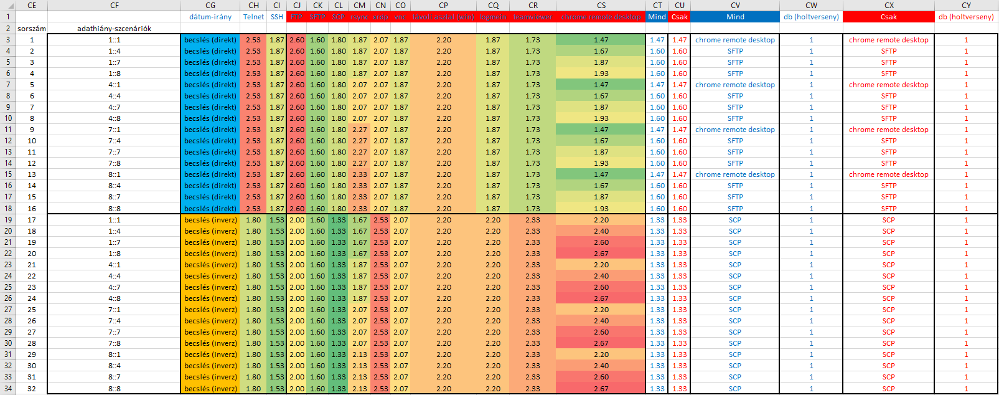 CE CF CG CH CI CJ CK CL CM CN CO CP CQ CR CS CT CU CV CW CX CY
1 dátum-irány Telnet SSH FTP SFTP SCP rsync xrdp vnc távoli asztal (win) logmein teamviewer chrome remote desktop Mind Csak Mind db (holtverseny) Csak db (holtverseny)
2 sorszám adathiány-szcenáriók
3 1 1::1 becslés (direkt) 2.53 1.87 2.60 1.60 1.80 1.87 2.07 1.87 2.20 1.87 1.73 1.47 1.47 1.47 chrome remote desktop 1 chrome remote desktop 1
4 2 1::4 becslés (direkt) 2.53 1.87 2.60 1.60 1.80 1.87 2.07 1.87 2.20 1.87 1.73 1.67 1.60 1.60 SFTP 1 SFTP 1
5 3 1::7 becslés (direkt) 2.53 1.87 2.60 1.60 1.80 1.87 2.07 1.87 2.20 1.87 1.73 1.87 1.60 1.60 SFTP 1 SFTP 1
6 4 1::8 becslés (direkt) 2.53 1.87 2.60 1.60 1.80 1.87 2.07 1.87 2.20 1.87 1.73 1.93 1.60 1.60 SFTP 1 SFTP 1
7 5 4::1 becslés (direkt) 2.53 1.87 2.60 1.60 1.80 2.07 2.07 1.87 2.20 1.87 1.73 1.47 1.47 1.47 chrome remote desktop 1 chrome remote desktop 1
8 6 4::4 becslés (direkt) 2.53 1.87 2.60 1.60 1.80 2.07 2.07 1.87 2.20 1.87 1.73 1.67 1.60 1.60 SFTP 1 SFTP 1
9 7 4::7 becslés (direkt) 2.53 1.87 2.60 1.60 1.80 2.07 2.07 1.87 2.20 1.87 1.73 1.87 1.60 1.60 SFTP 1 SFTP 1
10 8 4::8 becslés (direkt) 2.53 1.87 2.60 1.60 1.80 2.07 2.07 1.87 2.20 1.87 1.73 1.93 1.60 1.60 SFTP 1 SFTP 1
11 9 7::1 becslés (direkt) 2.53 1.87 2.60 1.60 1.80 2.27 2.07 1.87 2.20 1.87 1.73 1.47 1.47 1.47 chrome remote desktop 1 chrome remote desktop 1
12 10 7::4 becslés (direkt) 2.53 1.87 2.60 1.60 1.80 2.27 2.07 1.87 2.20 1.87 1.73 1.67 1.60 1.60 SFTP 1 SFTP 1
13 11 7::7 becslés (direkt) 2.53 1.87 2.60 1.60 1.80 2.27 2.07 1.87 2.20 1.87 1.73 1.87 1.60 1.60 SFTP 1 SFTP 1
14 12 7::8 becslés (direkt) 2.53 1.87 2.60 1.60 1.80 2.27 2.07 1.87 2.20 1.87 1.73 1.93 1.60 1.60 SFTP 1 SFTP 1
15 13 8::1 becslés (direkt) 2.53 1.87 2.60 1.60 1.80 2.33 2.07 1.87 2.20 1.87 1.73 1.47 1.47 1.47 chrome remote desktop 1 chrome remote desktop 1
16 14 8::4 becslés (direkt) 2.53 1.87 2.60 1.60 1.80 2.33 2.07 1.87 2.20 1.87 1.73 1.67 1.60 1.60 SFTP 1 SFTP 1
17 15 8::7 becslés (direkt) 2.53 1.87 2.60 1.60 1.80 2.33 2.07 1.87 2.20 1.87 1.73 1.87 1.60 1.60 SFTP 1 SFTP 1
18 16 8::8 becslés (direkt) 2.53 1.87 2.60 1.60 1.80 2.33 2.07 1.87 2.20 1.87 1.73 1.93 1.60 1.60 SFTP 1 SFTP 1
19 17 1::1 becslés (inverz) 1.80 1.53 2.00 1.60 1.33 1.67 2.53 2.07 2.20 2.20 2.33 2.20 1.33 1.33 SCP 1 SCP 1
20 18 1::4 becslés (inverz) 1.80 1.53 2.00 1.60 1.33 1.67 2.53 2.07 2.20 2.20 2.33 2.40 1.33 1.33 SCP 1 SCP 1
21 19 1::7 becslés (inverz) 1.80 1.53 2.00 1.60 1.33 1.67 2.53 2.07 2.20 2.20 2.33 2.60 1.33 1.33 SCP 1 SCP 1
22 20 1::8 becslés (inverz) 1.80 1.53 2.00 1.60 1.33 1.67 2.53 2.07 2.20 2.20 2.33 2.67 1.33 1.33 SCP 1 SCP 1
23 21 4::1 becslés (inverz) 1.80 1.53 2.00 1.60 1.33 1.87 2.53 2.07 2.20 2.20 2.33 2.20 1.33 1.33 SCP 1 SCP 1
24 22 4::4 becslés (inverz) 1.80 1.53 2.00 1.60 1.33 1.87 2.53 2.07 2.20 2.20 2.33 2.40 1.33 1.33 SCP 1 SCP 1
25 23 4::7 becslés (inverz) 1.80 1.53 2.00 1.60 1.33 1.87 2.53 2.07 2.20 2.20 2.33 2.60 1.33 1.33 SCP 1 SCP 1
26 24 4::8 becslés (inverz) 1.80 1.53 2.00 1.60 1.33 1.87 2.53 2.07 2.20 2.20 2.33 2.67 1.33 1.33 SCP 1 SCP 1
27 25 7::1 becslés (inverz) 1.80 1.53 2.00 1.60 1.33 2.07 2.53 2.07 2.20 2.20 2.33 2.20 1.33 1.33 SCP 1 SCP 1
28 26 7::4 becslés (inverz) 1.80 1.53 2.00 1.60 1.33 2.07 2.53 2.07 2.20 2.20 2.33 2.40 1.33 1.33 SCP 1 SCP 1
29 27 7::7 becslés (inverz) 1.80 1.53 2.00 1.60 1.33 2.07 2.53 2.07 2.20 2.20 2.33 2.60 1.33 1.33 SCP 1 SCP 1
30 28 7::8 becslés (inverz) 1.80 1.53 2.00 1.60 1.33 2.07 2.53 2.07 2.20 2.20 2.33 2.67 1.33 1.33 SCP 1 SCP 1
31 29 8::1 becslés (inverz) 1.80 1.53 2.00 1.60 1.33 2.13 2.53 2.07 2.20 2.20 2.33 2.20 1.33 1.33 SCP 1 SCP 1
32 30 8::4 becslés (inverz) 1.80 1.53 2.00 1.60 1.33 2.13 2.53 2.07 2.20 2.20 2.33 2.40 1.33 1.33 SCP 1 SCP 1
33 31 8::7 becslés (inverz) 1.80 1.53 2.00 1.60 1.33 2.13 2.53 2.07 2.20 2.20 2.33 2.60 1.33 1.33 SCP 1 SCP 1
34 32 8::8 becslés (inverz) 1.80 1.53 2.00 1.60 1.33 2.13 2.53 2.07 2.20 2.20 2.33 2.67 1.33 1.33 SCP 1 SCP 1